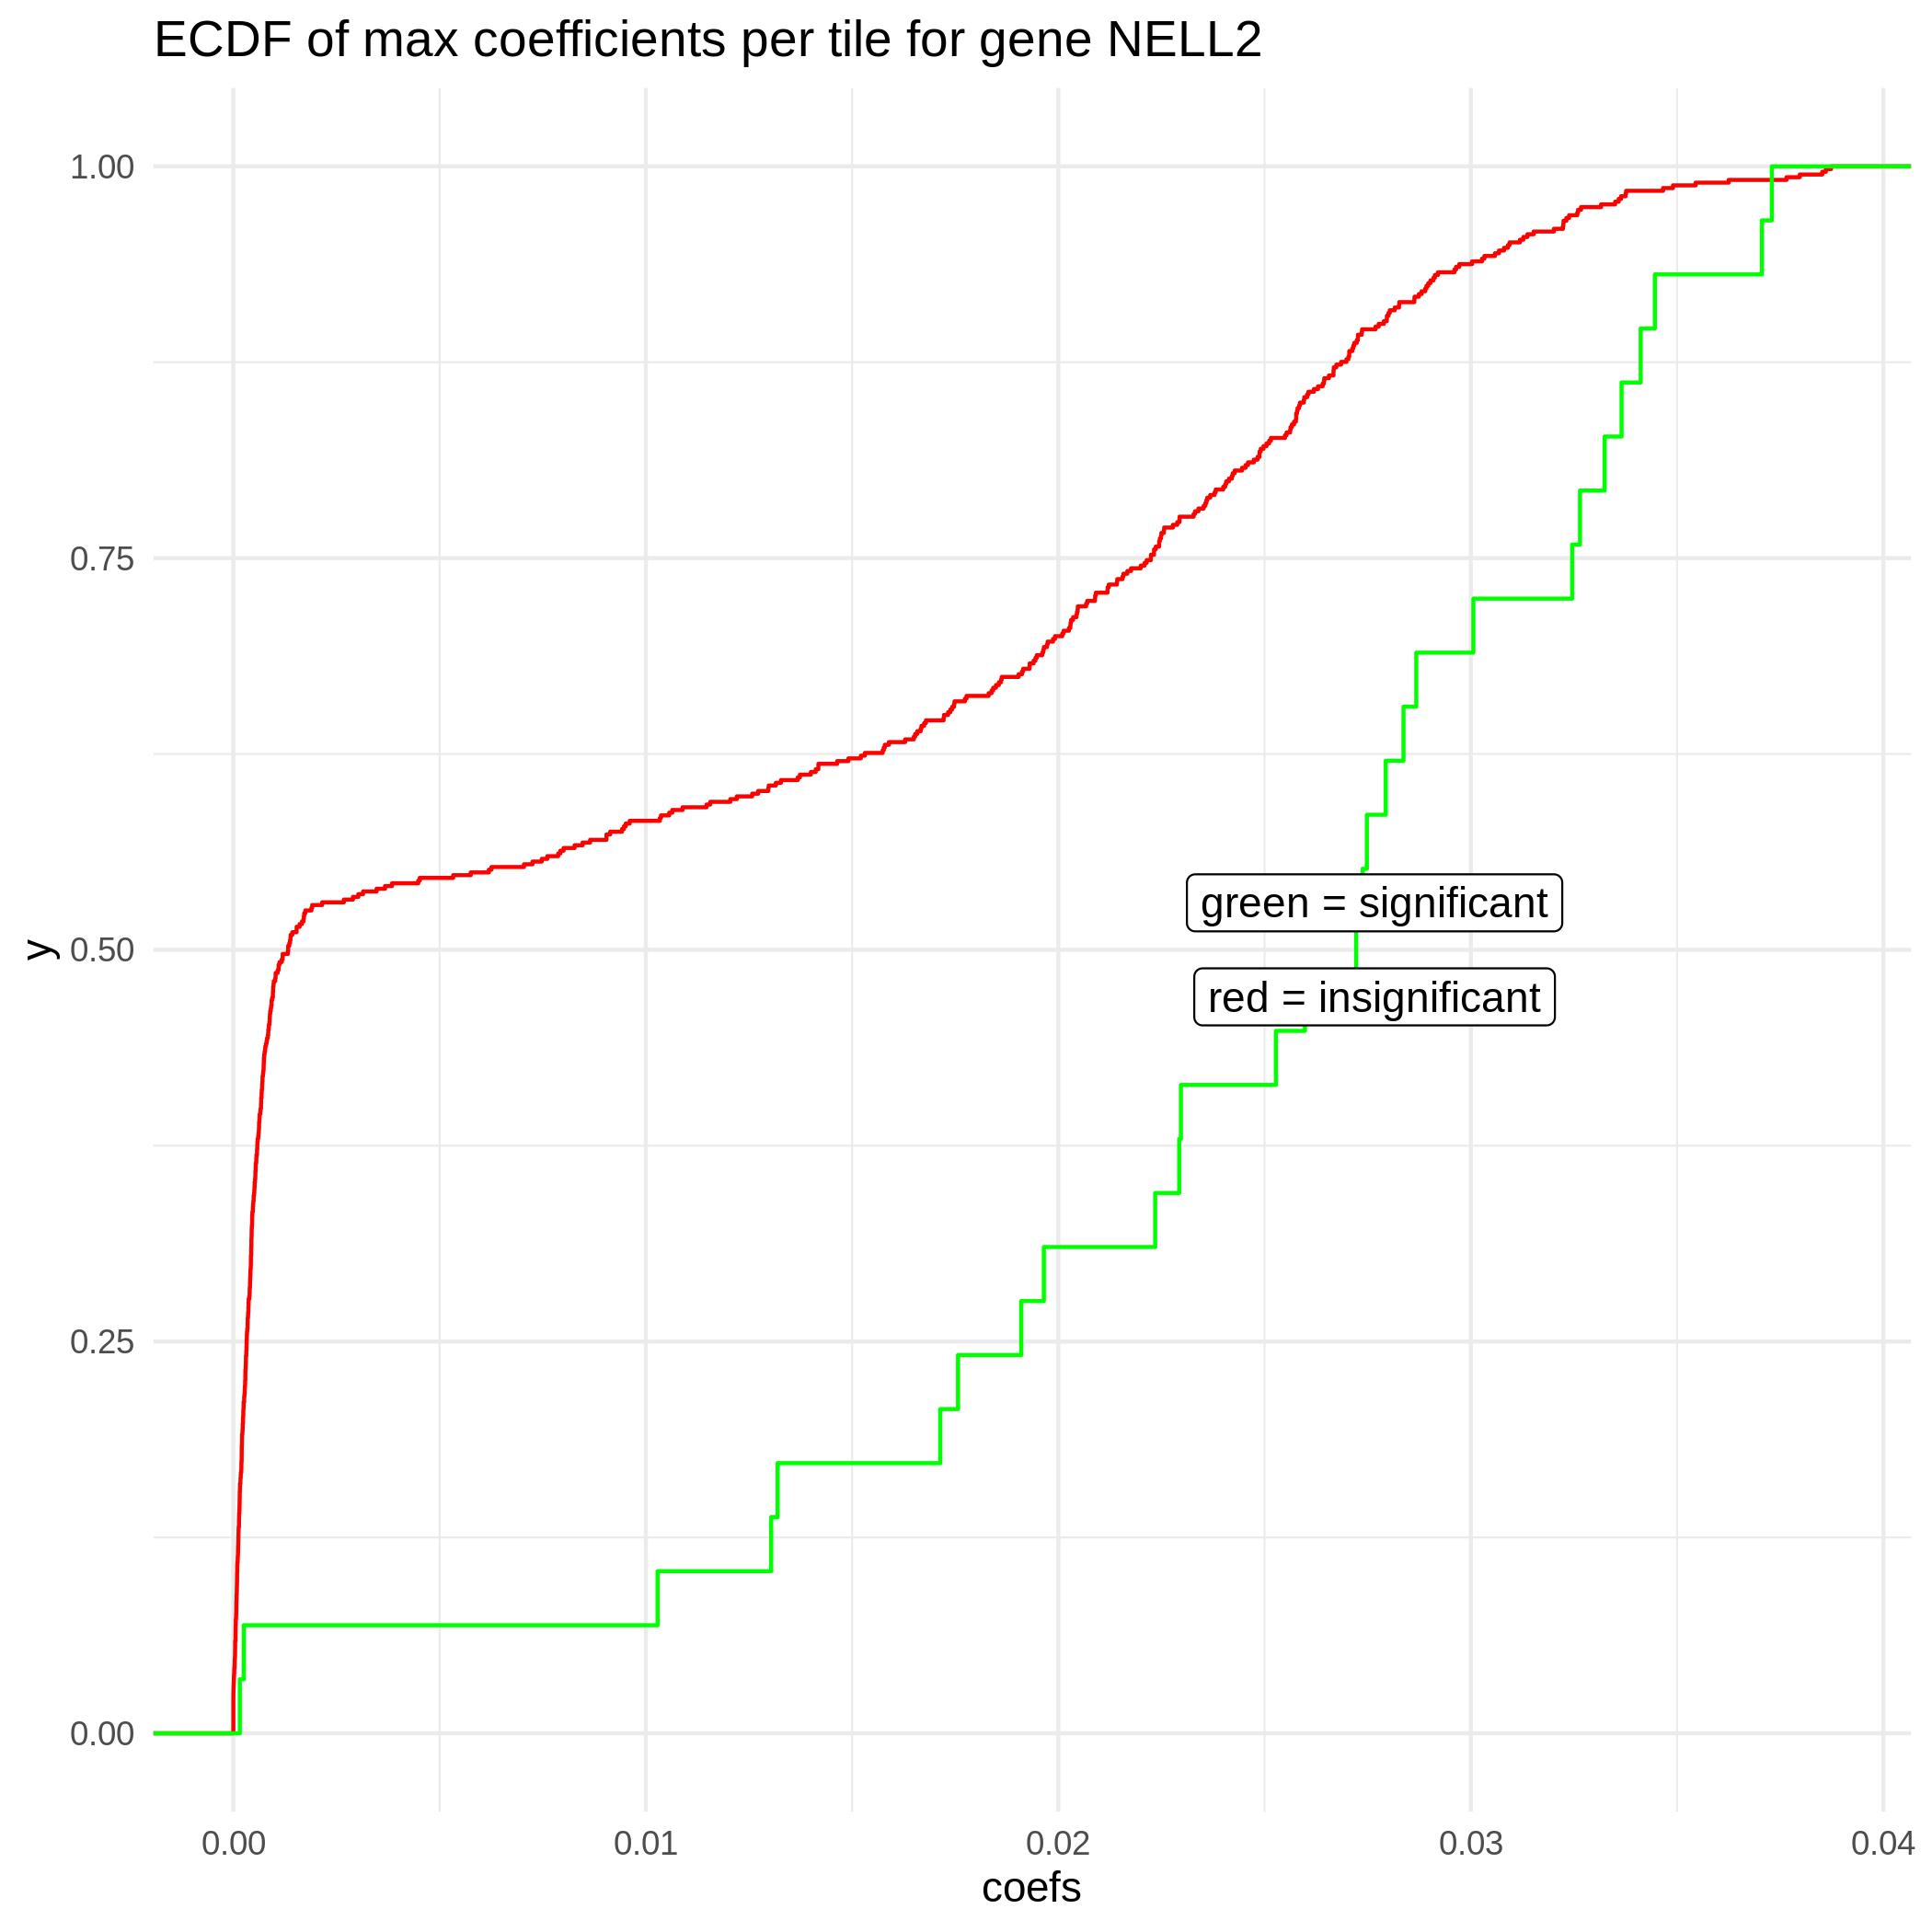 ECDF of max coefficients per tile for gene NELL2
1.00
0.75
0.50
0.25
0.00
y
green = significant
red = insignificant
0.00 0.01 0.02 0.03 0.04
coefs